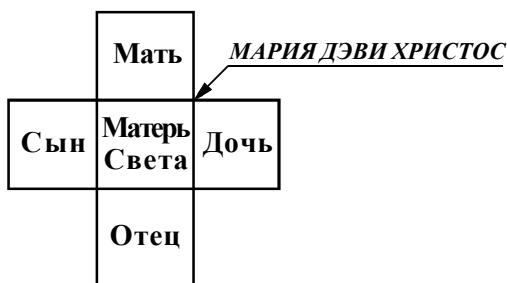 Мать
МАРИЯ ДЭВИ ХРИСТОС
Сын
Матерь
Света
Дочь
Отец